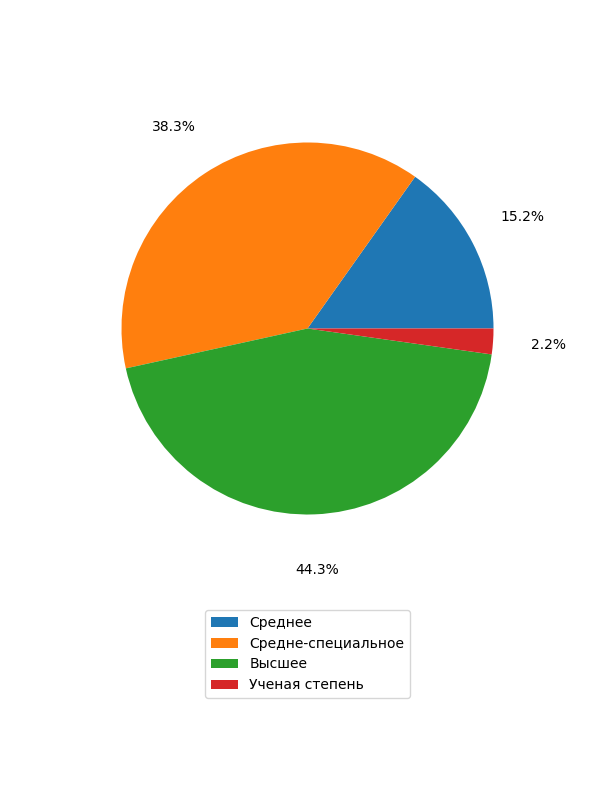 38.3%
15.2%
2.2%
44.3%
Среднее
Средне-специальное
Высшее
Ученая степень